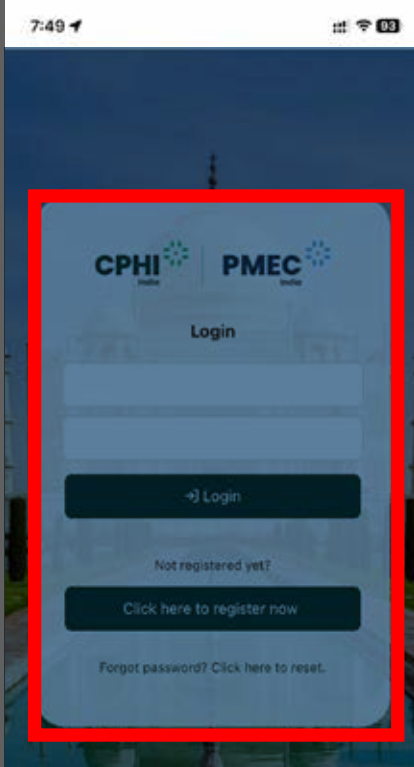 7:49
93
CPHI PMEC
India India
Login
Login
Not registered yet?
Click here to register now
Forgot password? Click here to reset.